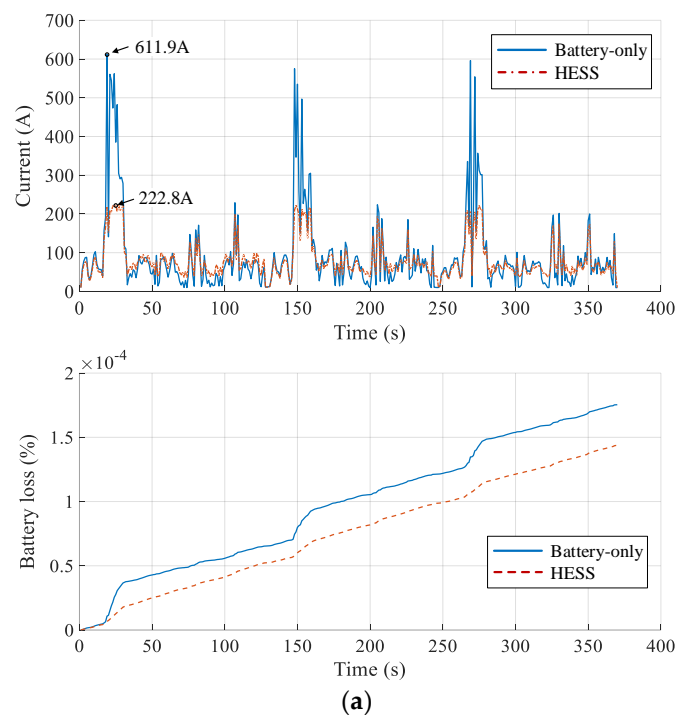 700
600
500
400
300
200
100
0
Current (A)
611.9A
222.8A
Battery-only
HESS
0 50 100 150 200 250 300 350 400
Time (s)
×10-4
2
1.5
1
0.5
0
Battery loss (%)
Battery-only
HESS
0 50 100 150 200 250 300 350 400
Time (s)
(a)